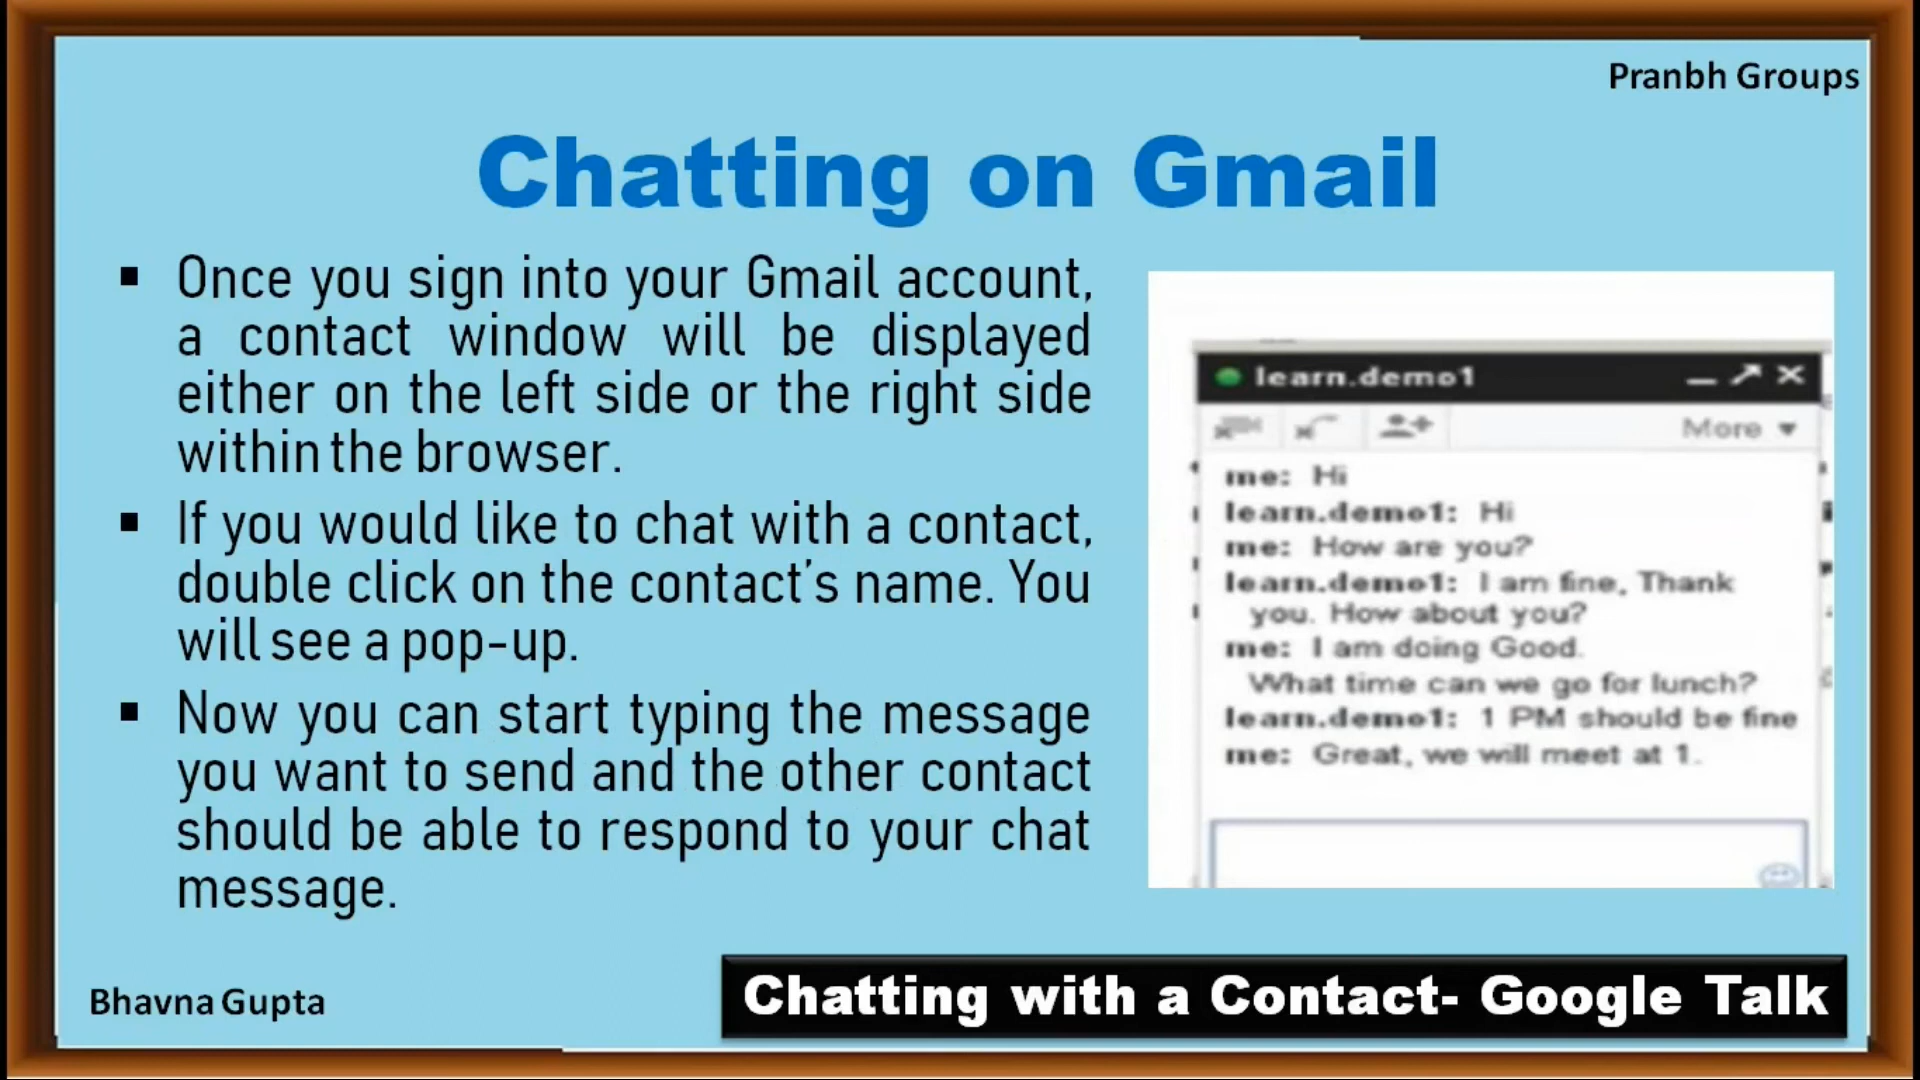 Pranbh Groups
Chatting on Gmail
▪ Once you sign into your Gmail account,
a contact window will be displayed
either on the left side or the right side
within the browser.
▪ If you would like to chat with a contact,
double click on the contact's name. You
will see a pop-up.
▪ Now you can start typing the message
you want to send and the other contact
should be able to respond to your chat
message.
learn.demo1
More
me: Hi
learn.demo1: Hi
me: How are you?
learn.demo1: I am fine, Thank
you. How about you?
me: I am doing Good.
What time can we go for lunch?
learn.demo1: 1 PM should be fine
me: Great, we will meet at 1.
Bhavna Gupta
Chatting with a Contact- Google Talk